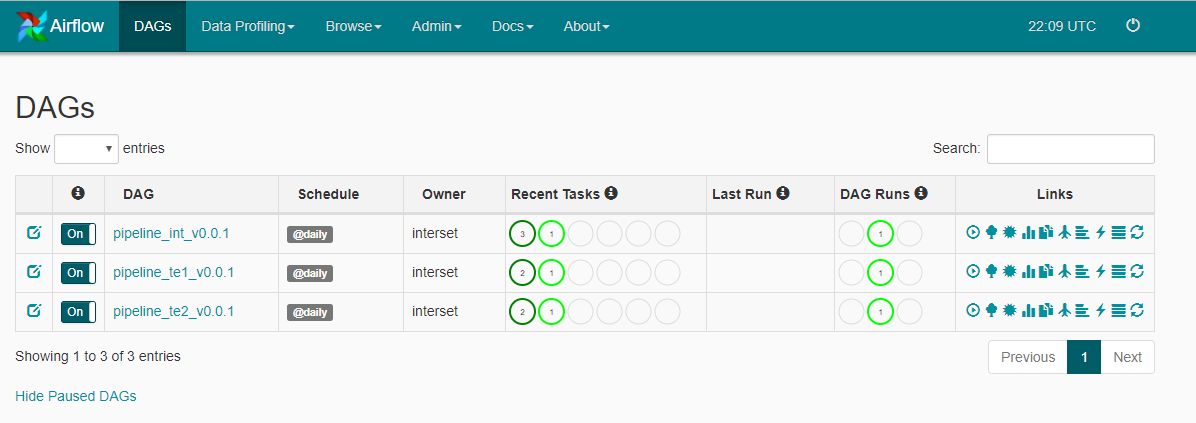 Airflow DAGs Data Profiling Browse Admin Docs About 22:09 UTC
DAGs
Show entries Search:
DAG Schedule Owner Recent Tasks Last Run DAG Runs Links
On pipeline_int_v0.0.1 @daily interset 3 1 1
On pipeline_te1_v0.0.1 @daily interset 2 1 1
On pipeline_te2_v0.0.1 @daily interset 2 1 1
Showing 1 to 3 of 3 entries Previous 1 Next
Hide Paused DAGs